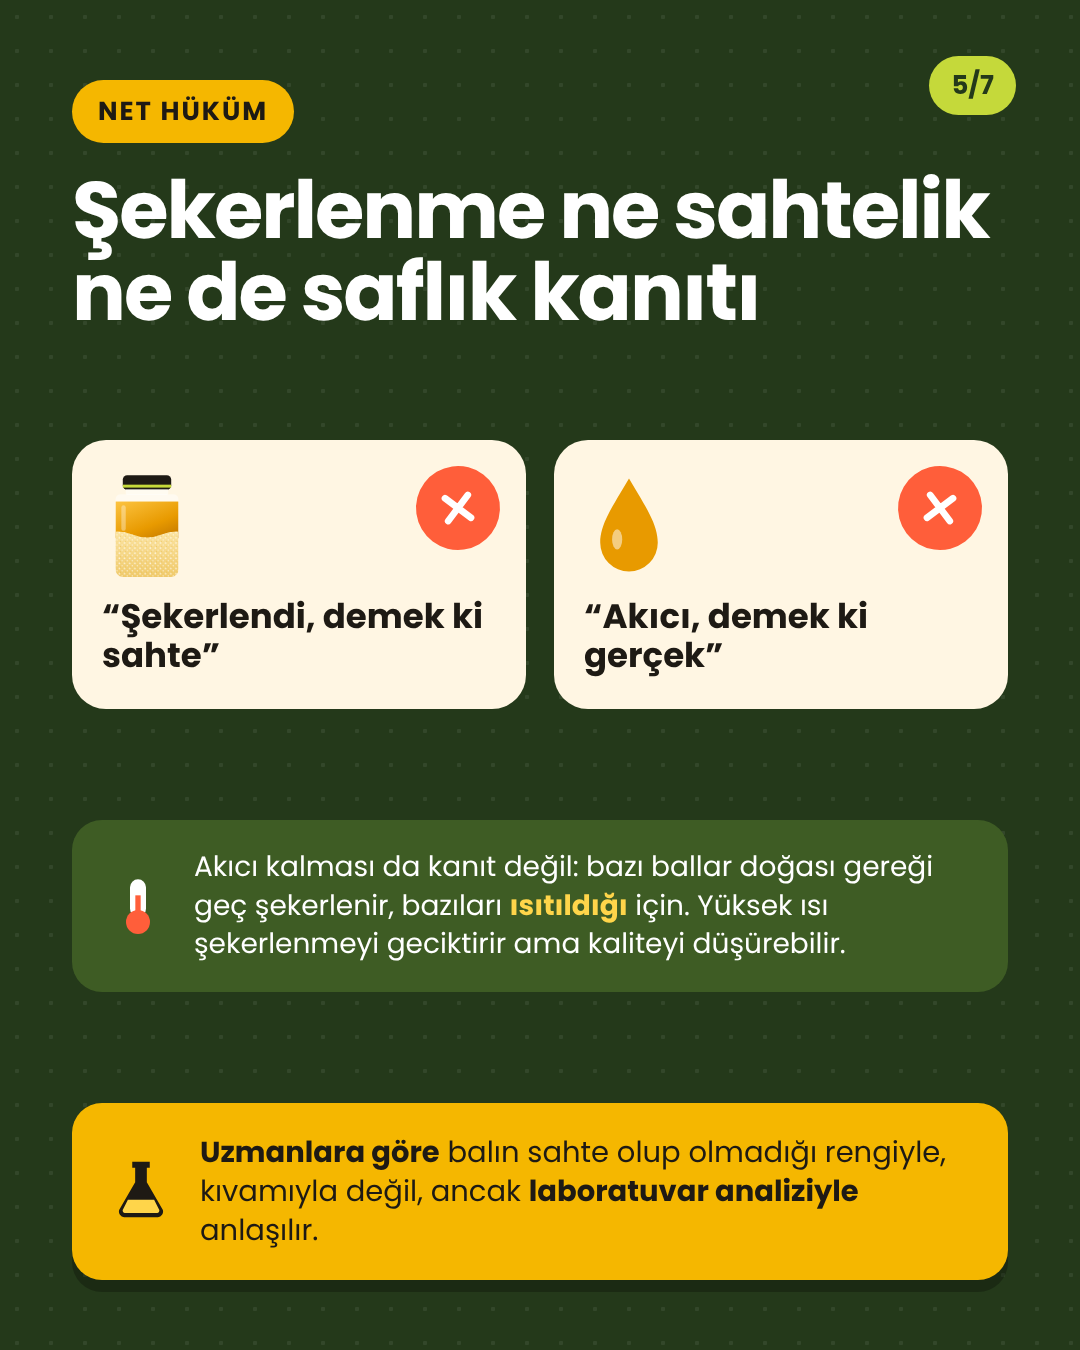 NET HÜKÜM
5/7
Şekerlenme ne sahtelik
ne de saflık kanıtı
“Şekerlendi, demek ki
sahte”
“Akıcı, demek ki
gerçek”
Akıcı kalması da kanıt değil: bazı ballar doğası gereği
geç şekerlenir, bazıları ısıtıldığı için. Yüksek ısı
şekerlenmeyi geciktirir ama kaliteyi düşürebilir.
Uzmanlara göre balın sahte olup olmadığı rengiyle,
kıvamıyla değil, ancak laboratuvar analiziyle
anlaşılır.